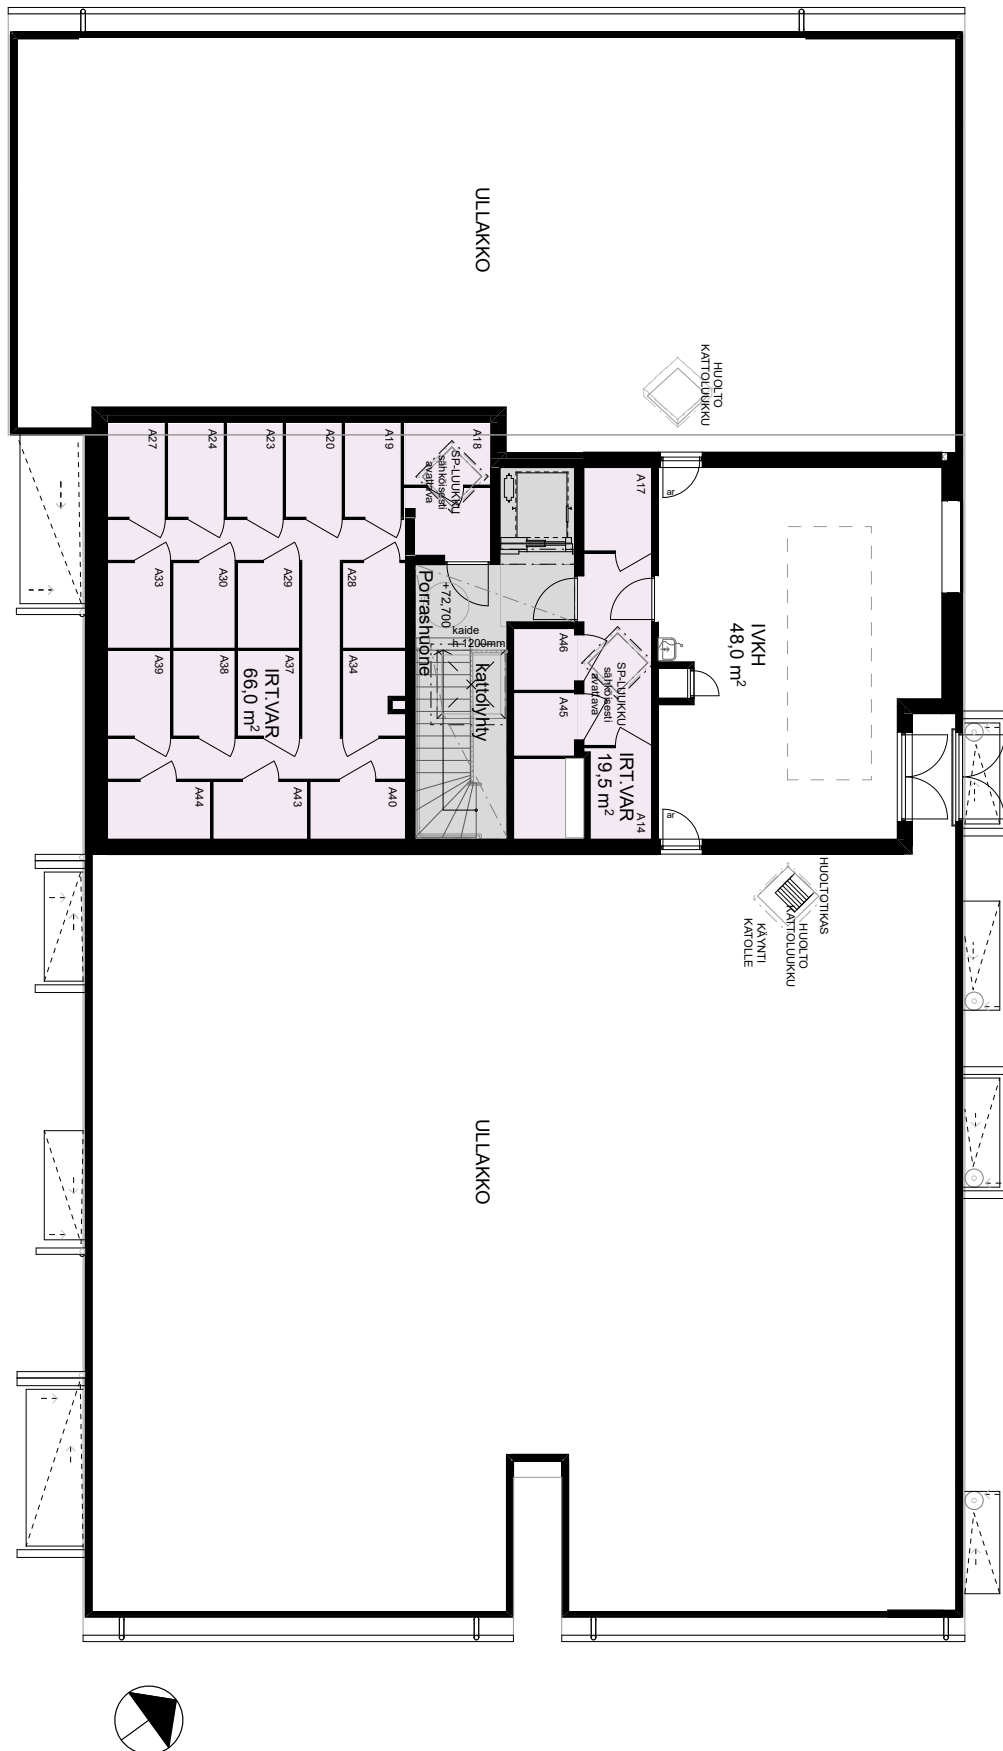 ULLAKKO
HUOLTO
KATTOLUUKKU
A27
A24
A23
A20
A19
A18
SP-LUUKKU
sähköisesti
avattava
A17
ar
A33
A30
A29
A28
Porrashuone
+72,700
kaide
h 1200mm
kattolyhty
A46
A45
SP-LUUKKU
sähköisesti
avattava
IVKH
48,0 m²
A39
A38
A37
A34
IRT.VAR
66,0 m²
IRT.VAR
19,5 m²
A14
ar
A44
A43
A40
HUOLTOTIKAS
HUOLTO
KATTOLUUKKU
KÄYNTI
KATOLLE
ULLAKKO